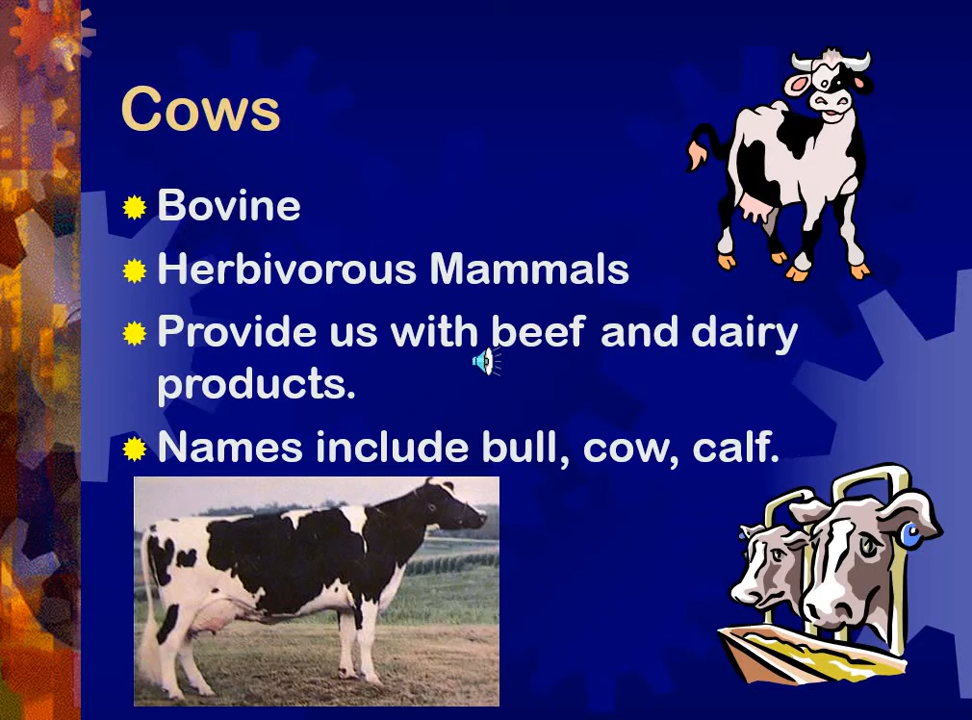 Cows
Bovine
Herbivorous Mammals
Provide us with beef and dairy
products.
Names include bull, cow, calf.